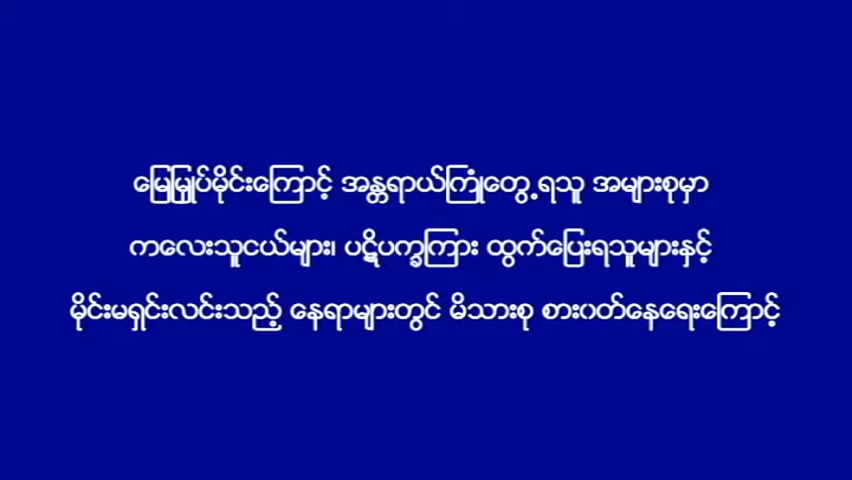 မြေမြှုပ်မိုင်းကြောင့် အန္တရာယ်ကြုံတွေ့ရသူ အများစုမှာ
ကလေးသူငယ်များ၊ ပဋိပက္ခကြား ထွက်ပြေးရသူများနှင့်
မိုင်းမရှင်းလင်းသည့် နေရာများတွင် မိသားစု စားဝတ်နေရေးကြောင့်